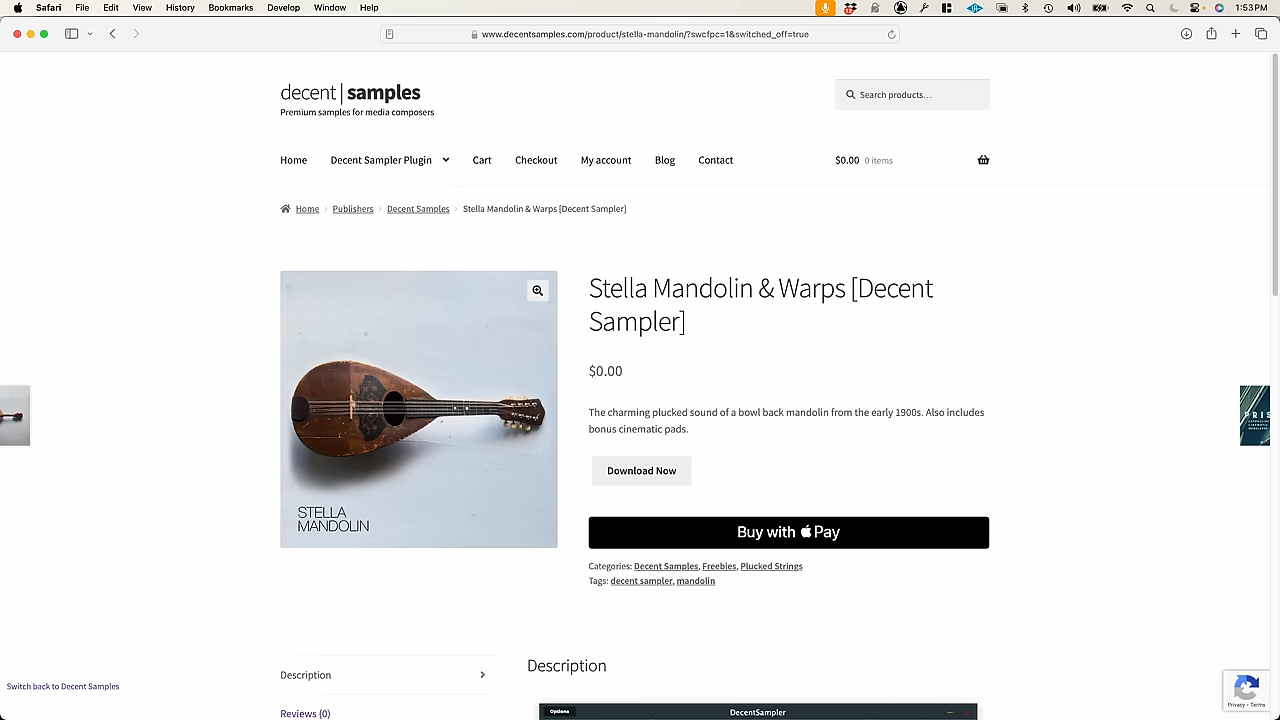 Safari File Edit View History Bookmarks Develop Window Help
12
1:53 PM
www.decentsamples.com/product/stella-mandolin/?swcfpc=1&switched_off=true
decent|samples
Premium samples for media composers
Search products…
Home Decent Sampler Plugin Cart Checkout My account Blog Contact
$0.00 0 items
Home Publishers Decent Samples Stella Mandolin & Warps [Decent Sampler]
Stella Mandolin & Warps [Decent
Sampler]
$0.00
The charming plucked sound of a bowl back mandolin from the early 1900s. Also includes
bonus cinematic pads.
Download Now
Buy with Pay
STELLA
MANDOLIN
Categories: Decent Samples, Freebies, Plucked Strings
Tags: decent sampler, mandolin
Description
Reviews (0)
Description
Options
DecentSampler
Switch back to Decent Samples
Privacy - Terms